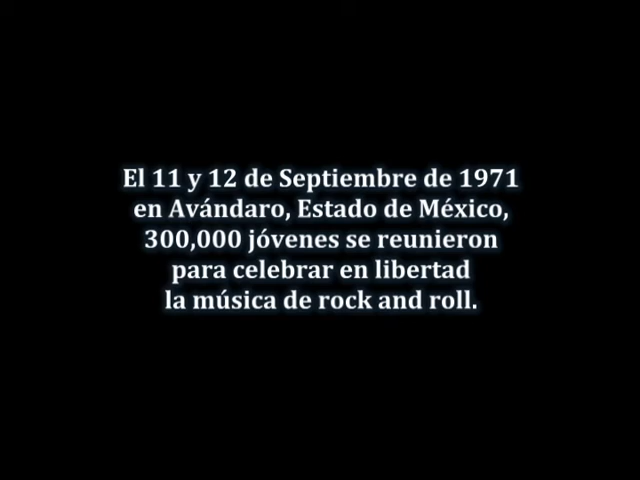 El 11 y 12 de Septiembre de 1971
en Avándaro, Estado de México,
300,000 jóvenes se reunieron
para celebrar en libertad
la música de rock and roll.